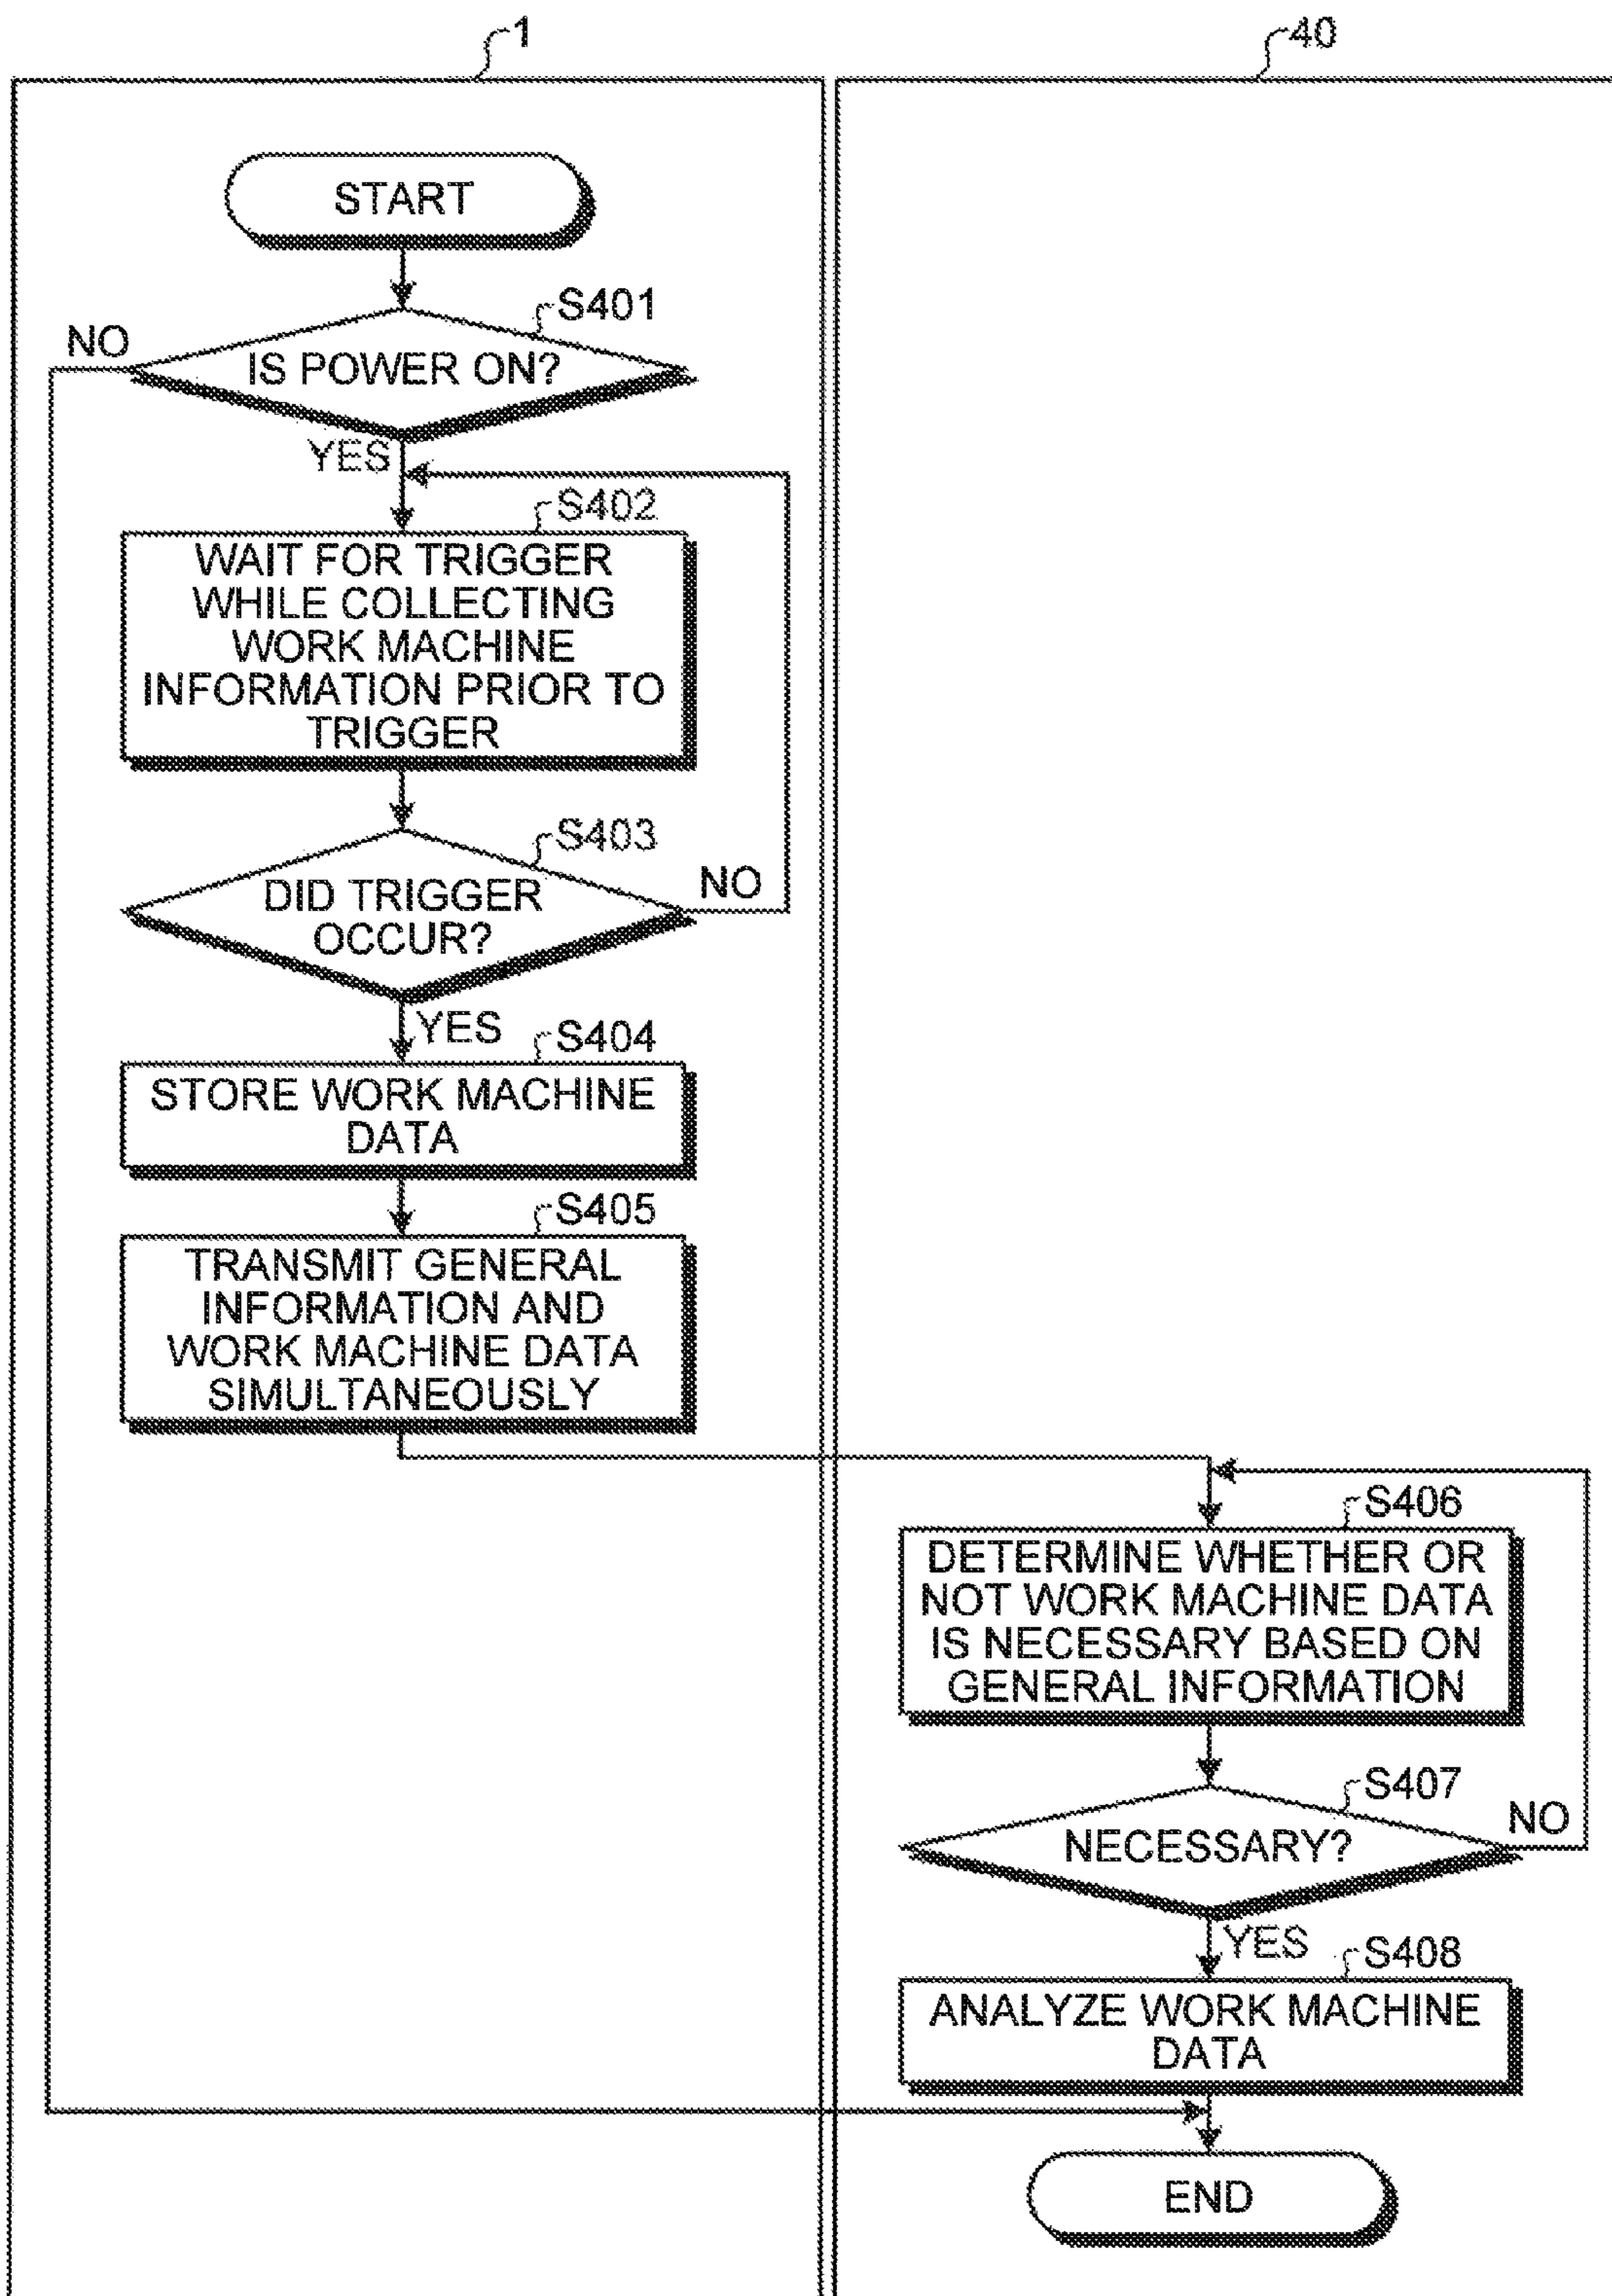 1
40
START
S401
NO
IS POWER ON?
YES
S402
WAIT FOR TRIGGER
WHILE COLLECTING
WORK MACHINE
INFORMATION PRIOR TO
TRIGGER
S403
NO
DID TRIGGER
OCCUR?
YES
S404
STORE WORK MACHINE
DATA
S405
TRANSMIT GENERAL
INFORMATION AND
WORK MACHINE DATA
SIMULTANEOUSLY
S406
DETERMINE WHETHER OR
NOT WORK MACHINE DATA
IS NECESSARY BASED ON
GENERAL INFORMATION
S407
NO
NECESSARY?
YES
S408
ANALYZE WORK MACHINE
DATA
END